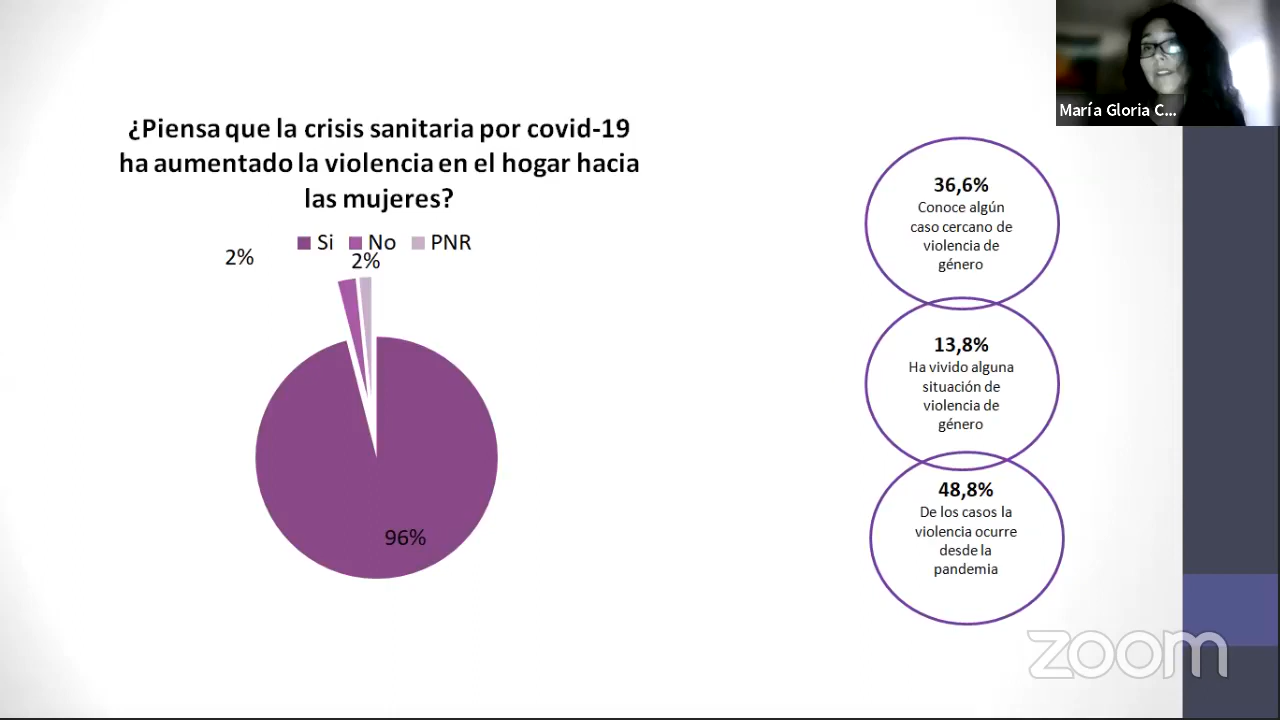 ¿Piensa que la crisis sanitaria por covid-19
ha aumentado la violencia en el hogar hacia
las mujeres?
Si No PNR
2%
2%
96%
María Gloria C...
36,6%
Conoce algún
caso cercano de
violencia de
género
13,8%
Ha vivido alguna
situación de
violencia de
género
48,8%
De los casos la
violencia ocurre
desde la
pandemia
zoom